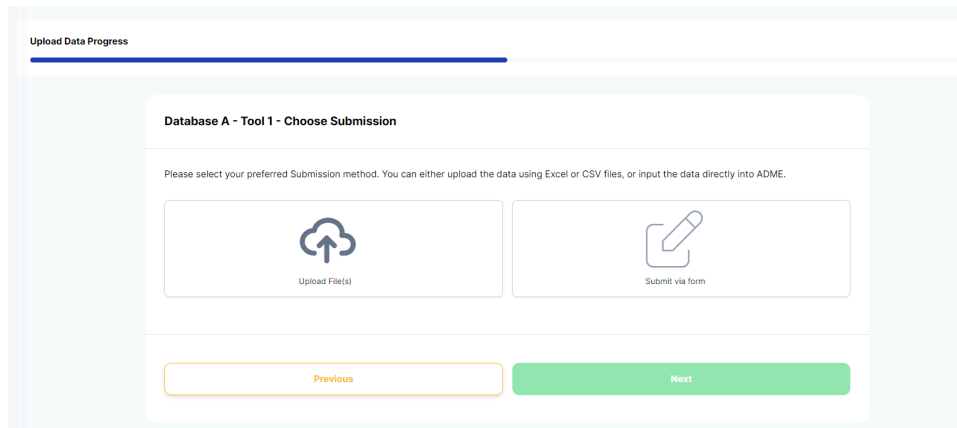 Upload Data Progress
Database A - Tool 1 - Choose Submission
Please select your preferred Submission method. You can either upload the data using Excel or CSV files, or input the data directly into ADME.
Upload File(s)
Submit via form
Previous
Next